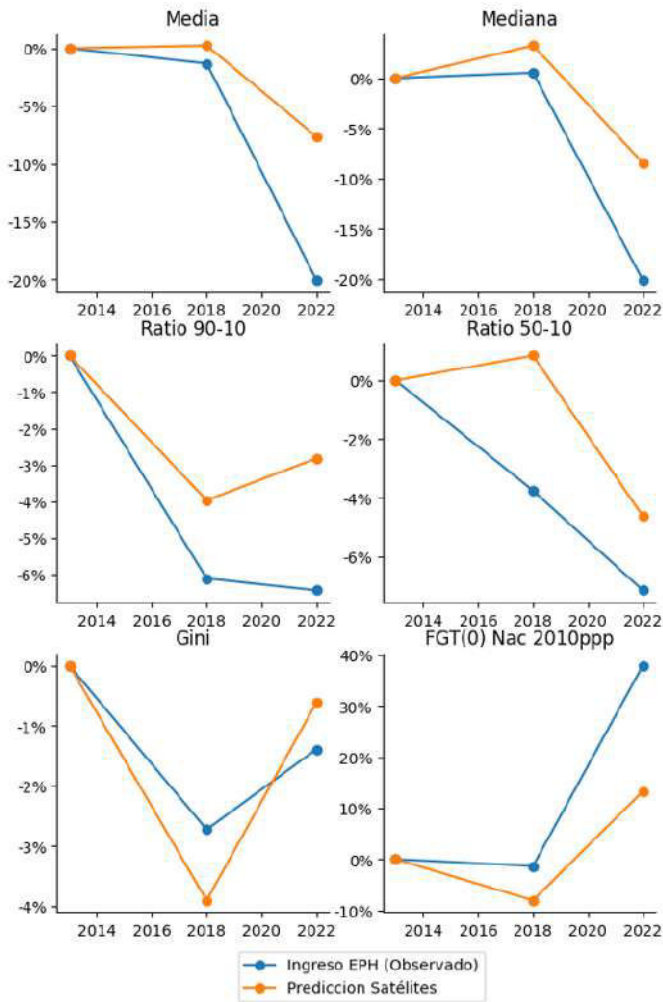 Media
Mediana
0%
-5%
-10%
-15%
-20%
2014 2016 2018 2020 2022
0%
-5%
-10%
-15%
-20%
2014 2016 2018 2020 2022
Ratio 90-10
Ratio 50-10
0%
-1%
-2%
-3%
-4%
-5%
-6%
2014 2016 2018 2020 2022
0%
-2%
-4%
-6%
2014 2016 2018 2020 2022
Gini
FGT(0) Nac 2010ppp
0%
-1%
-2%
-3%
-4%
2014 2016 2018 2020 2022
40%
30%
20%
10%
0%
-10%
2014 2016 2018 2020 2022
Ingreso EPH (Observado)
Prediccion Satélites